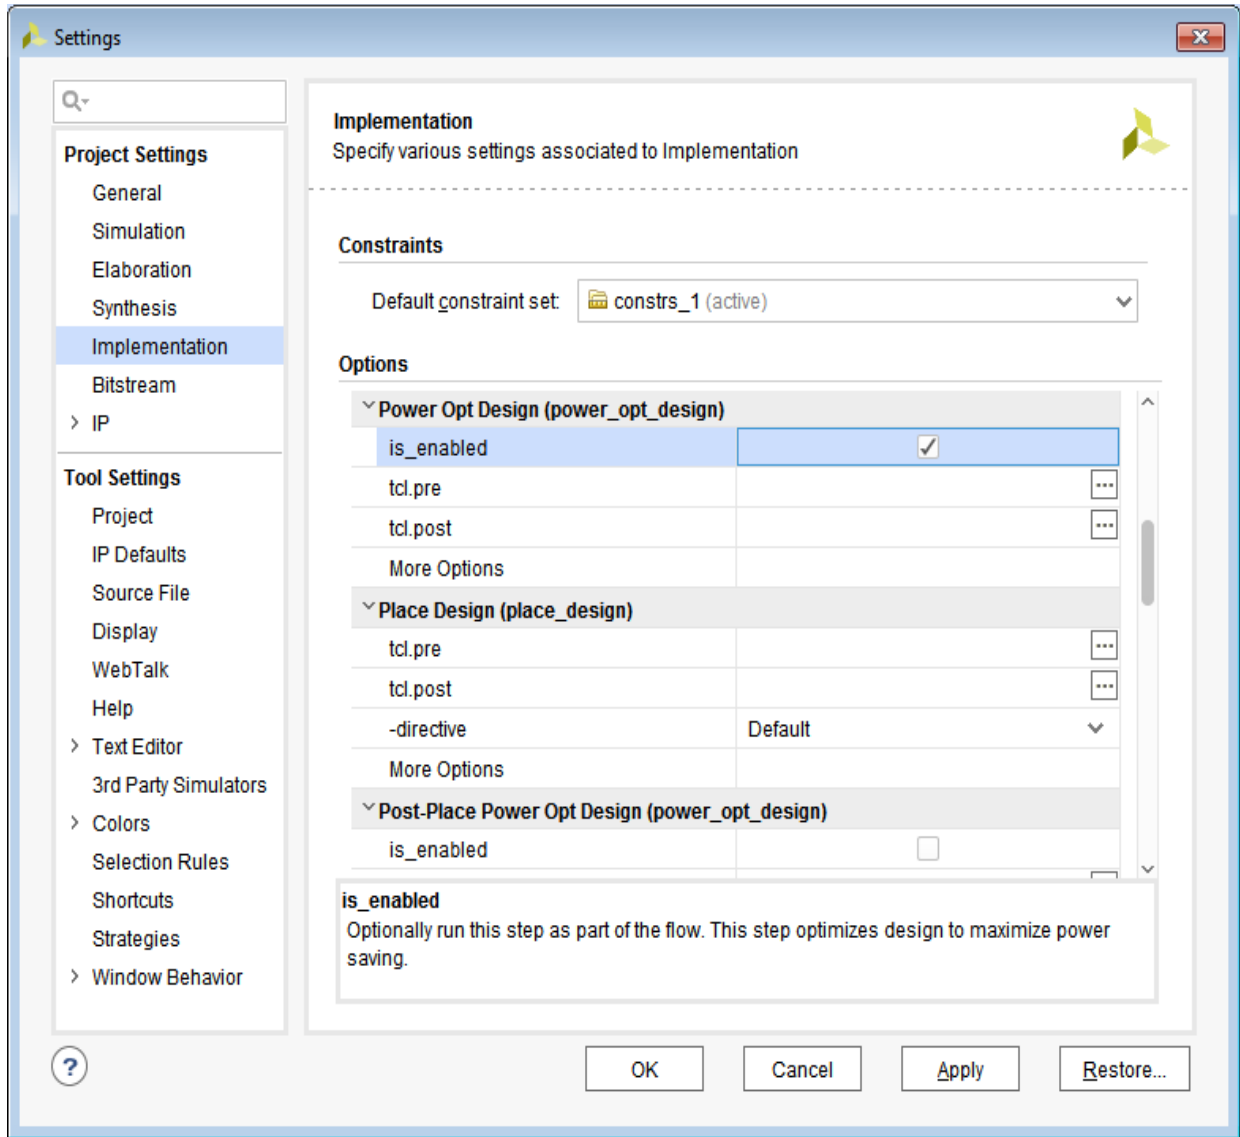 Settings
Project Settings
General
Simulation
Elaboration
Synthesis
Implementation
Bitstream
IP
Tool Settings
Project
IP Defaults
Source File
Display
WebTalk
Help
Text Editor
3rd Party Simulators
Colors
Selection Rules
Shortcuts
Strategies
Window Behavior
Implementation
Specify various settings associated to Implementation
Constraints
Default constraint set: constrs_1 (active)
Options
Power Opt Design (power_opt_design)
is_enabled
tcl.pre
tcl.post
More Options
Place Design (place_design)
tcl.pre
tcl.post
-directive Default
More Options
Post-Place Power Opt Design (power_opt_design)
is_enabled
is_enabled
Optionally run this step as part of the flow. This step optimizes design to maximize power
saving.
? OK Cancel Apply Restore...